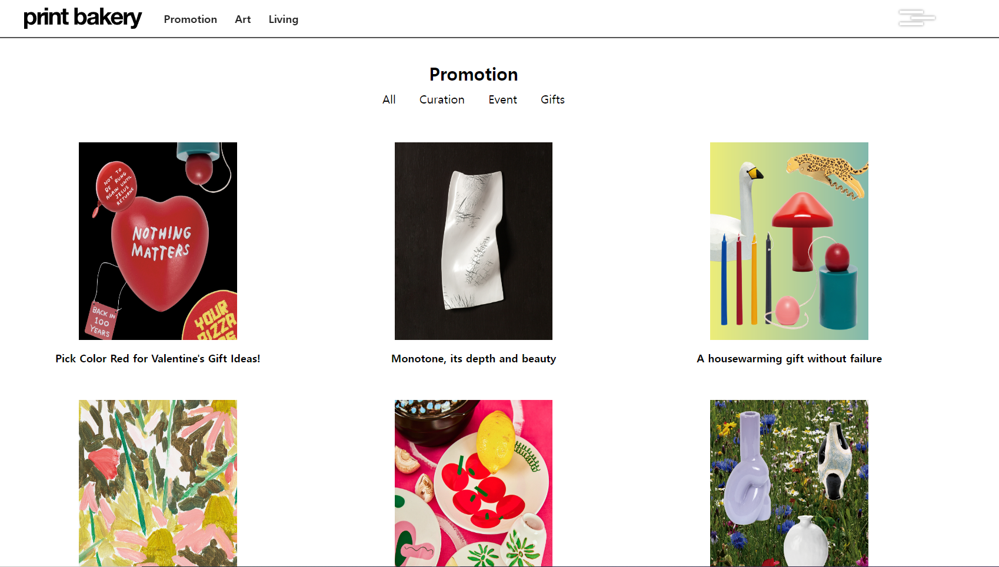 print bakery Promotion Art Living
Promotion
All Curation Event Gifts
NOT TO
BE RUNG
AGAIN UNTIL
JESUS
RETURNS
NOTHING
MATTERS
BACK IN
100
YEARS
YOUR
PIZZA
Pick Color Red for Valentine's Gift Ideas!
Monotone, its depth and beauty
A housewarming gift without failure